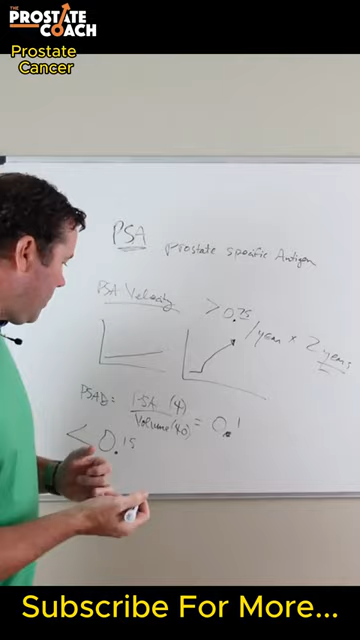 THE
PROSTATE
COACH
Prostate
Cancer
PSA
prostate specific Antigen
PSA Velocity > 0.75 /year × 2 years
PSAD = PSA (4)
Volume (40) = 0.1
< 0.15
Subscribe For More...